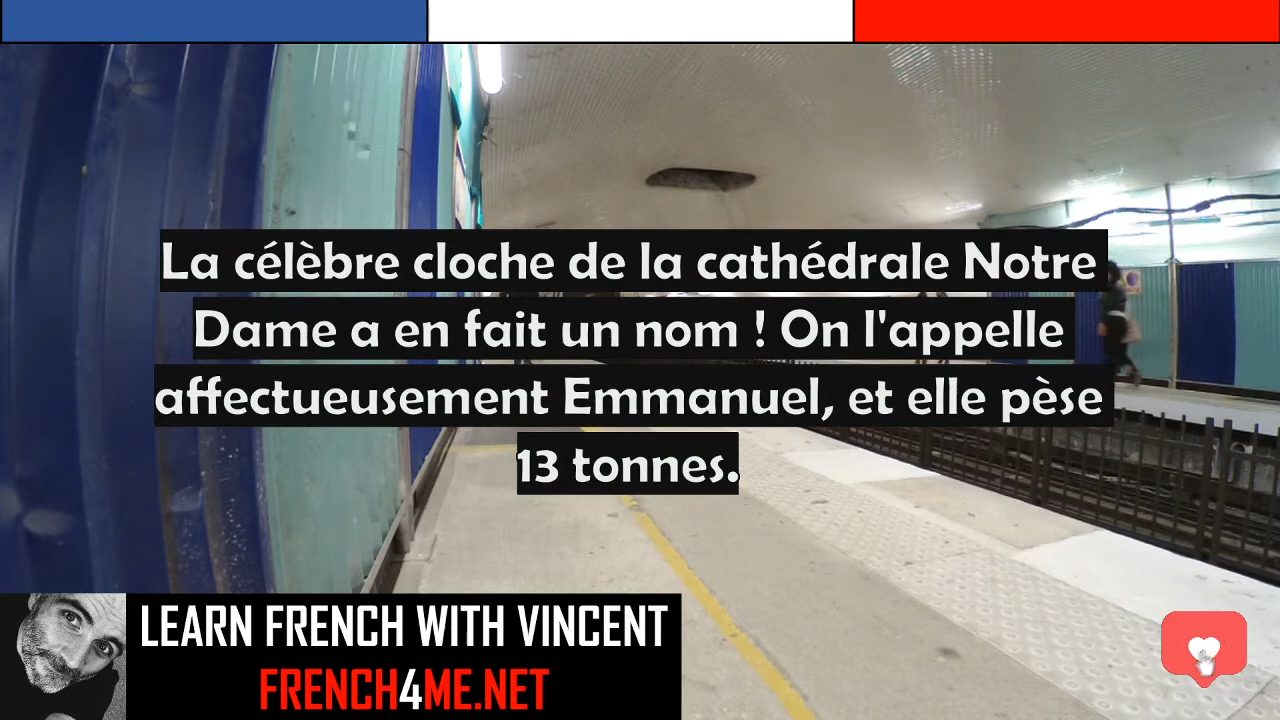 La célèbre cloche de la cathédrale Notre
Dame a en fait un nom ! On l'appelle
affectueusement Emmanuel, et elle pèse
13 tonnes.
LEARN FRENCH WITH VINCENT
FRENCH4ME.NET